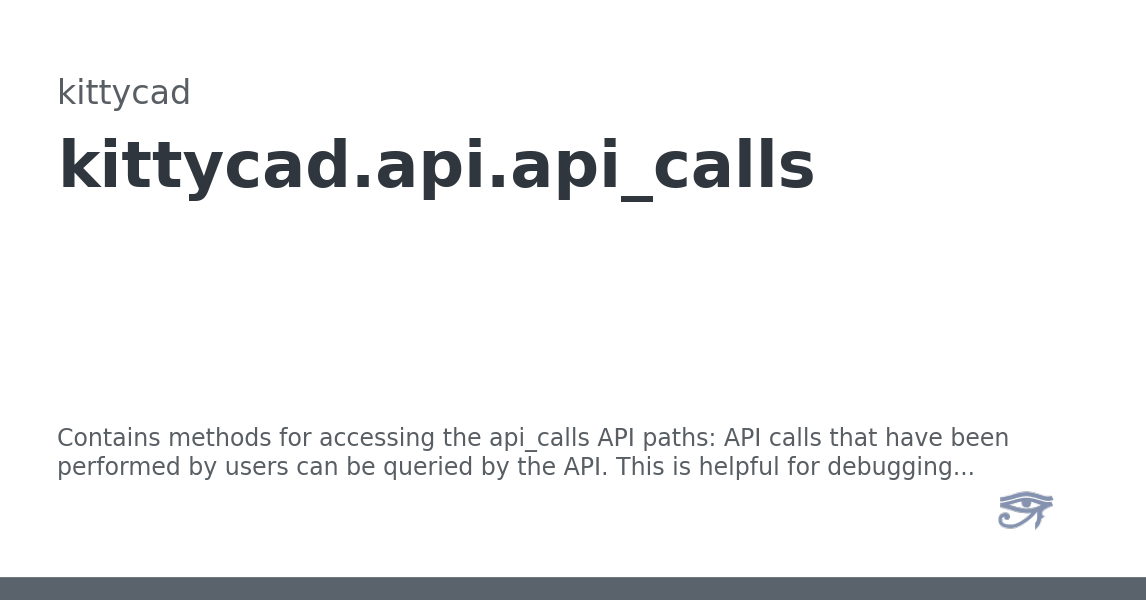 kittycad
kittycad.api.api_calls
Contains methods for accessing the api_calls API paths: API calls that have been
performed by users can be queried by the API. This is helpful for debugging...